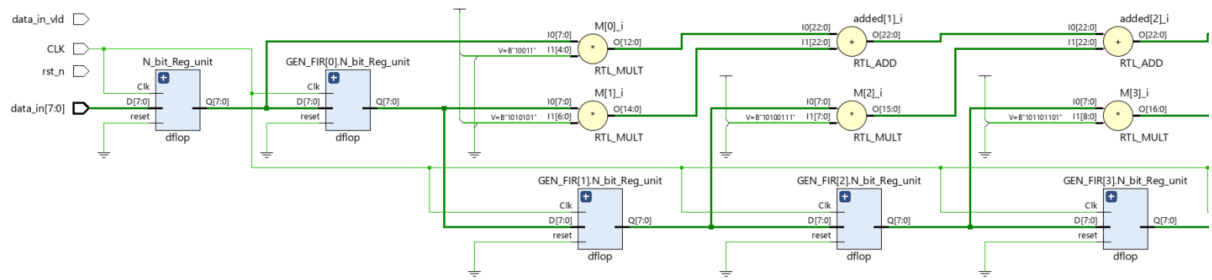 data_in_vld
CLK
rst_n
data_in[7:0]
N_bit_Reg_unit
Clk
D[7:0]
Q[7:0]
reset
dflop
GEN_FIR[0].N_bit_Reg_unit
Clk
D[7:0]
Q[7:0]
reset
dflop
M[0]_i
I0[7:0]
V=B"10011"
I1[4:0]
O[12:0]
*
RTL_MULT
M[1]_i
I0[7:0]
V=B"1010101"
I1[6:0]
O[14:0]
*
RTL_MULT
GEN_FIR[1].N_bit_Reg_unit
Clk
D[7:0]
Q[7:0]
reset
dflop
added[1]_i
I0[22:0]
I1[22:0]
O[22:0]
+
RTL_ADD
M[2]_i
I0[7:0]
V=B"10100111"
I1[7:0]
O[15:0]
*
RTL_MULT
GEN_FIR[2].N_bit_Reg_unit
Clk
D[7:0]
Q[7:0]
reset
dflop
added[2]_i
I0[22:0]
I1[22:0]
O[22:0]
+
RTL_ADD
M[3]_i
I0[7:0]
V=B"101101101"
I1[8:0]
O[16:0]
*
RTL_MULT
GEN_FIR[3].N_bit_Reg_unit
Clk
D[7:0]
Q[7:0]
reset
dflop